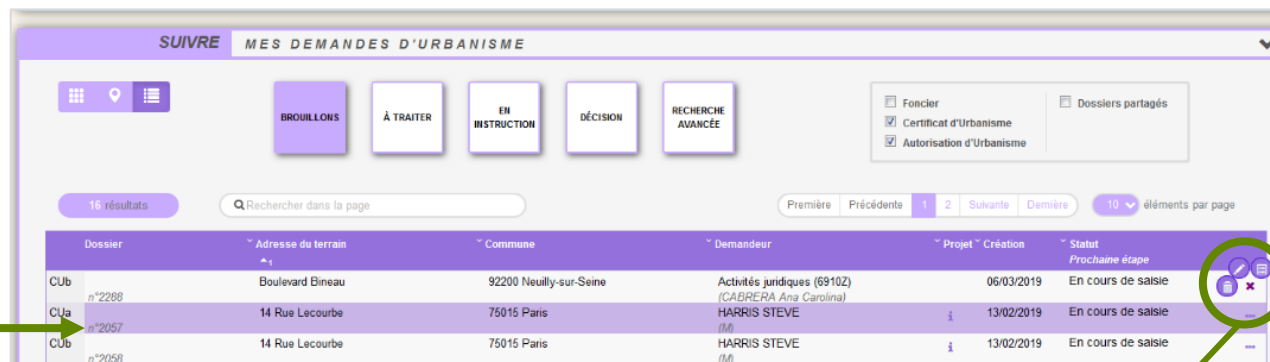 SUIVRE MES DEMANDES D'URBANISME
BROUILLONS À TRAITER EN INSTRUCTION DÉCISION RECHERCHE AVANCÉE
Foncier Dossiers partagés
Certificat d'Urbanisme
Autorisation d'Urbanisme
16 résultats Rechercher dans la page Première Précédente 1 2 Suivante Dernière 10 éléments par page
Dossier Adresse du terrain Commune Demandeur Projet Création Statut
1 Prochaine étape
CUb Boulevard Bineau 92200 Neuilly-sur-Seine Activités juridiques (6910Z) 06/03/2019 En cours de saisie
n°2288 (CABRERA Ana Carolina)
CUa 14 Rue Lecourbe 75015 Paris HARRIS STEVE i 13/02/2019 En cours de saisie ...
n°2057 (M)
CUb 14 Rue Lecourbe 75015 Paris HARRIS STEVE i 13/02/2019 En cours de saisie ...
n°2058 (M)